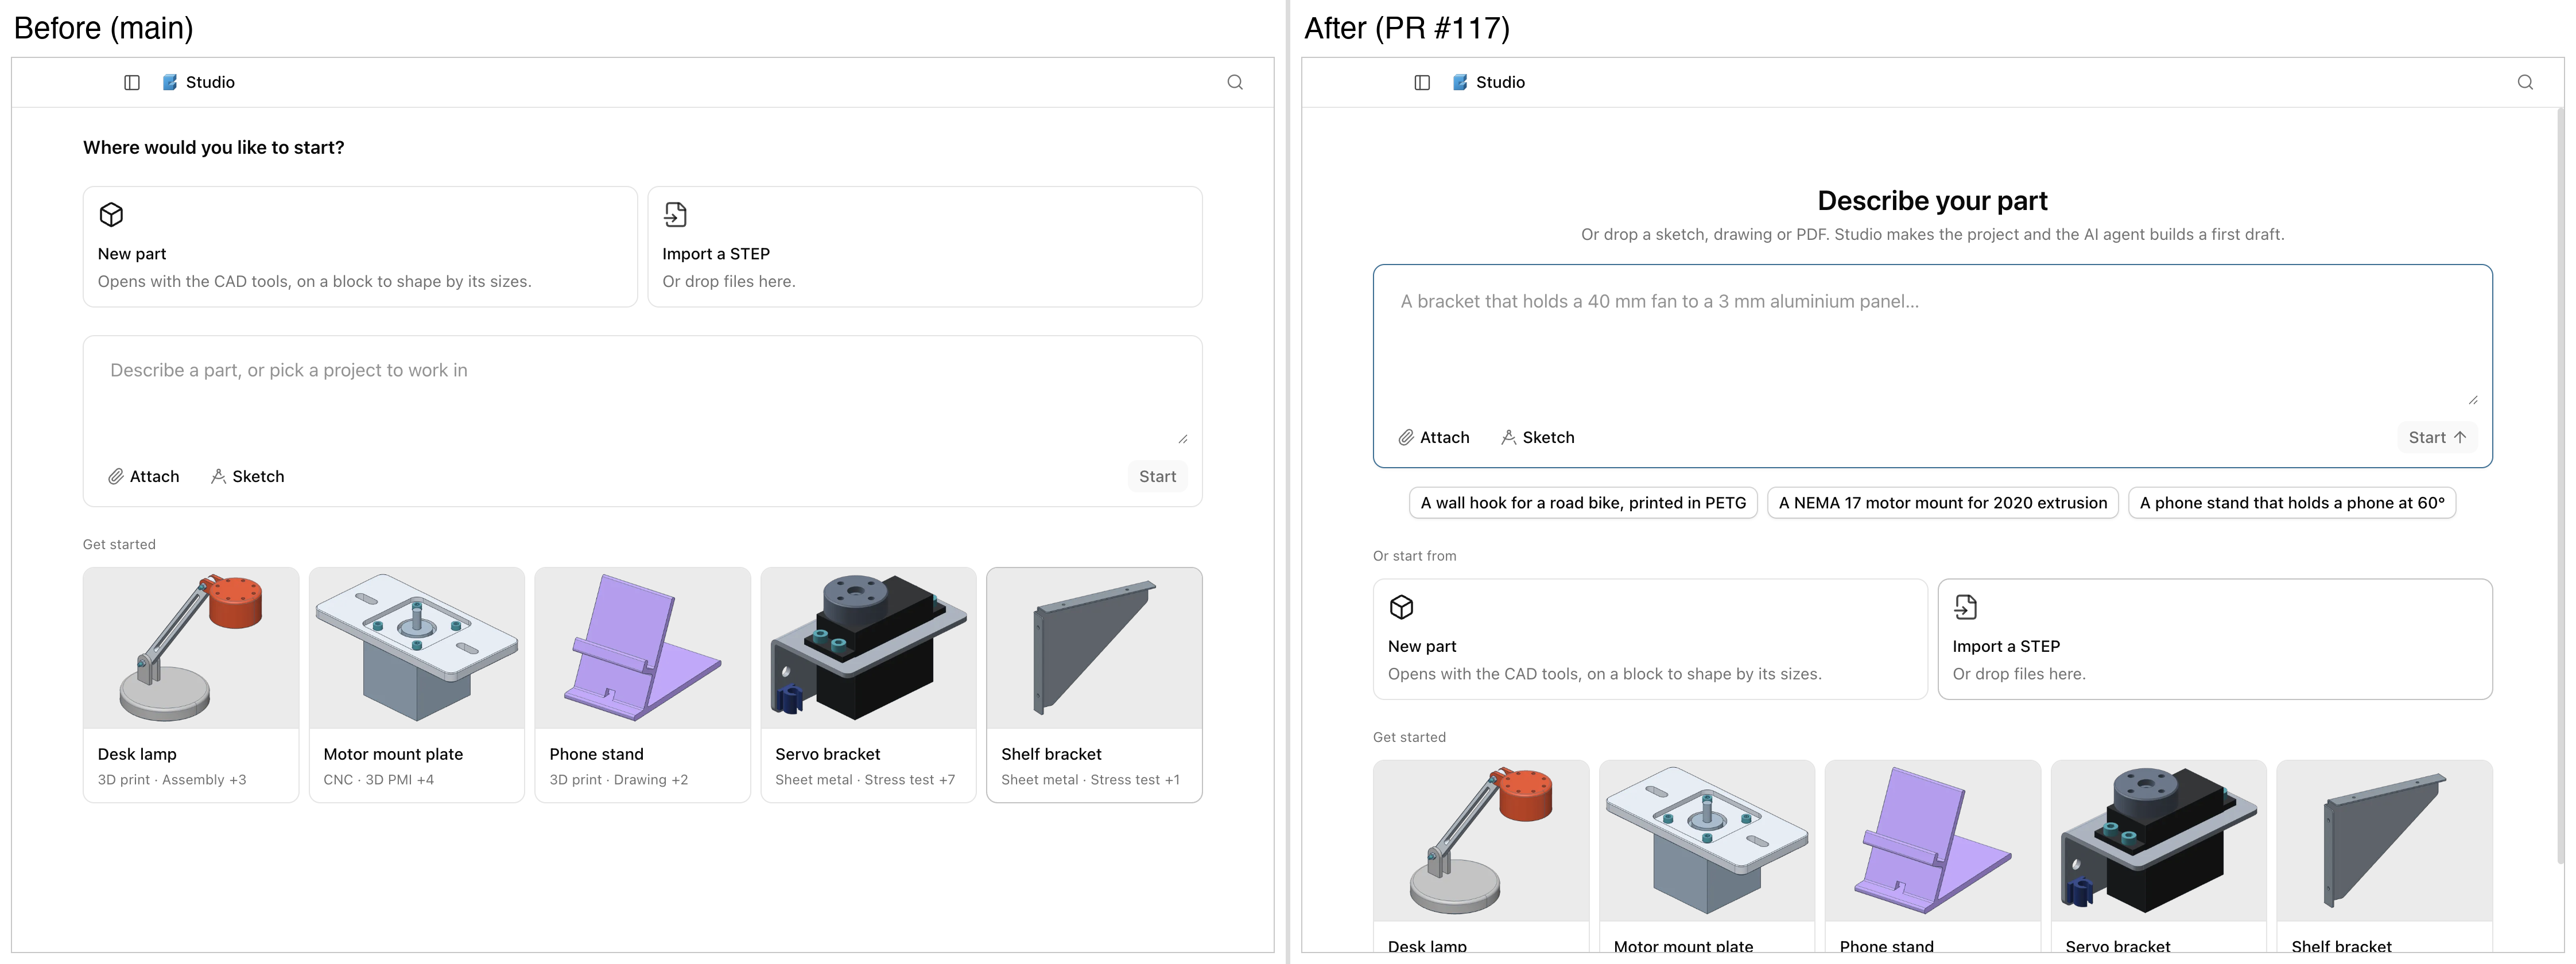 Before (main)
Studio
Where would you like to start?
New part
Opens with the CAD tools, on a block to shape by its sizes.
Import a STEP
Or drop files here.
Describe a part, or pick a project to work in
Attach
Sketch
Start
Get started
Desk lamp
3D print · Assembly +3
Motor mount plate
CNC · 3D PMI +4
Phone stand
3D print · Drawing +2
Servo bracket
Sheet metal · Stress test +7
Shelf bracket
Sheet metal · Stress test +1
After (PR #117)
Studio
Describe your part
Or drop a sketch, drawing or PDF. Studio makes the project and the AI agent builds a first draft.
A bracket that holds a 40 mm fan to a 3 mm aluminium panel...
Attach
Sketch
Start
A wall hook for a road bike, printed in PETG
A NEMA 17 motor mount for 2020 extrusion
A phone stand that holds a phone at 60°
Or start from
New part
Opens with the CAD tools, on a block to shape by its sizes.
Import a STEP
Or drop files here.
Get started
Desk lamp
Motor mount plate
Phone stand
Servo bracket
Shelf bracket